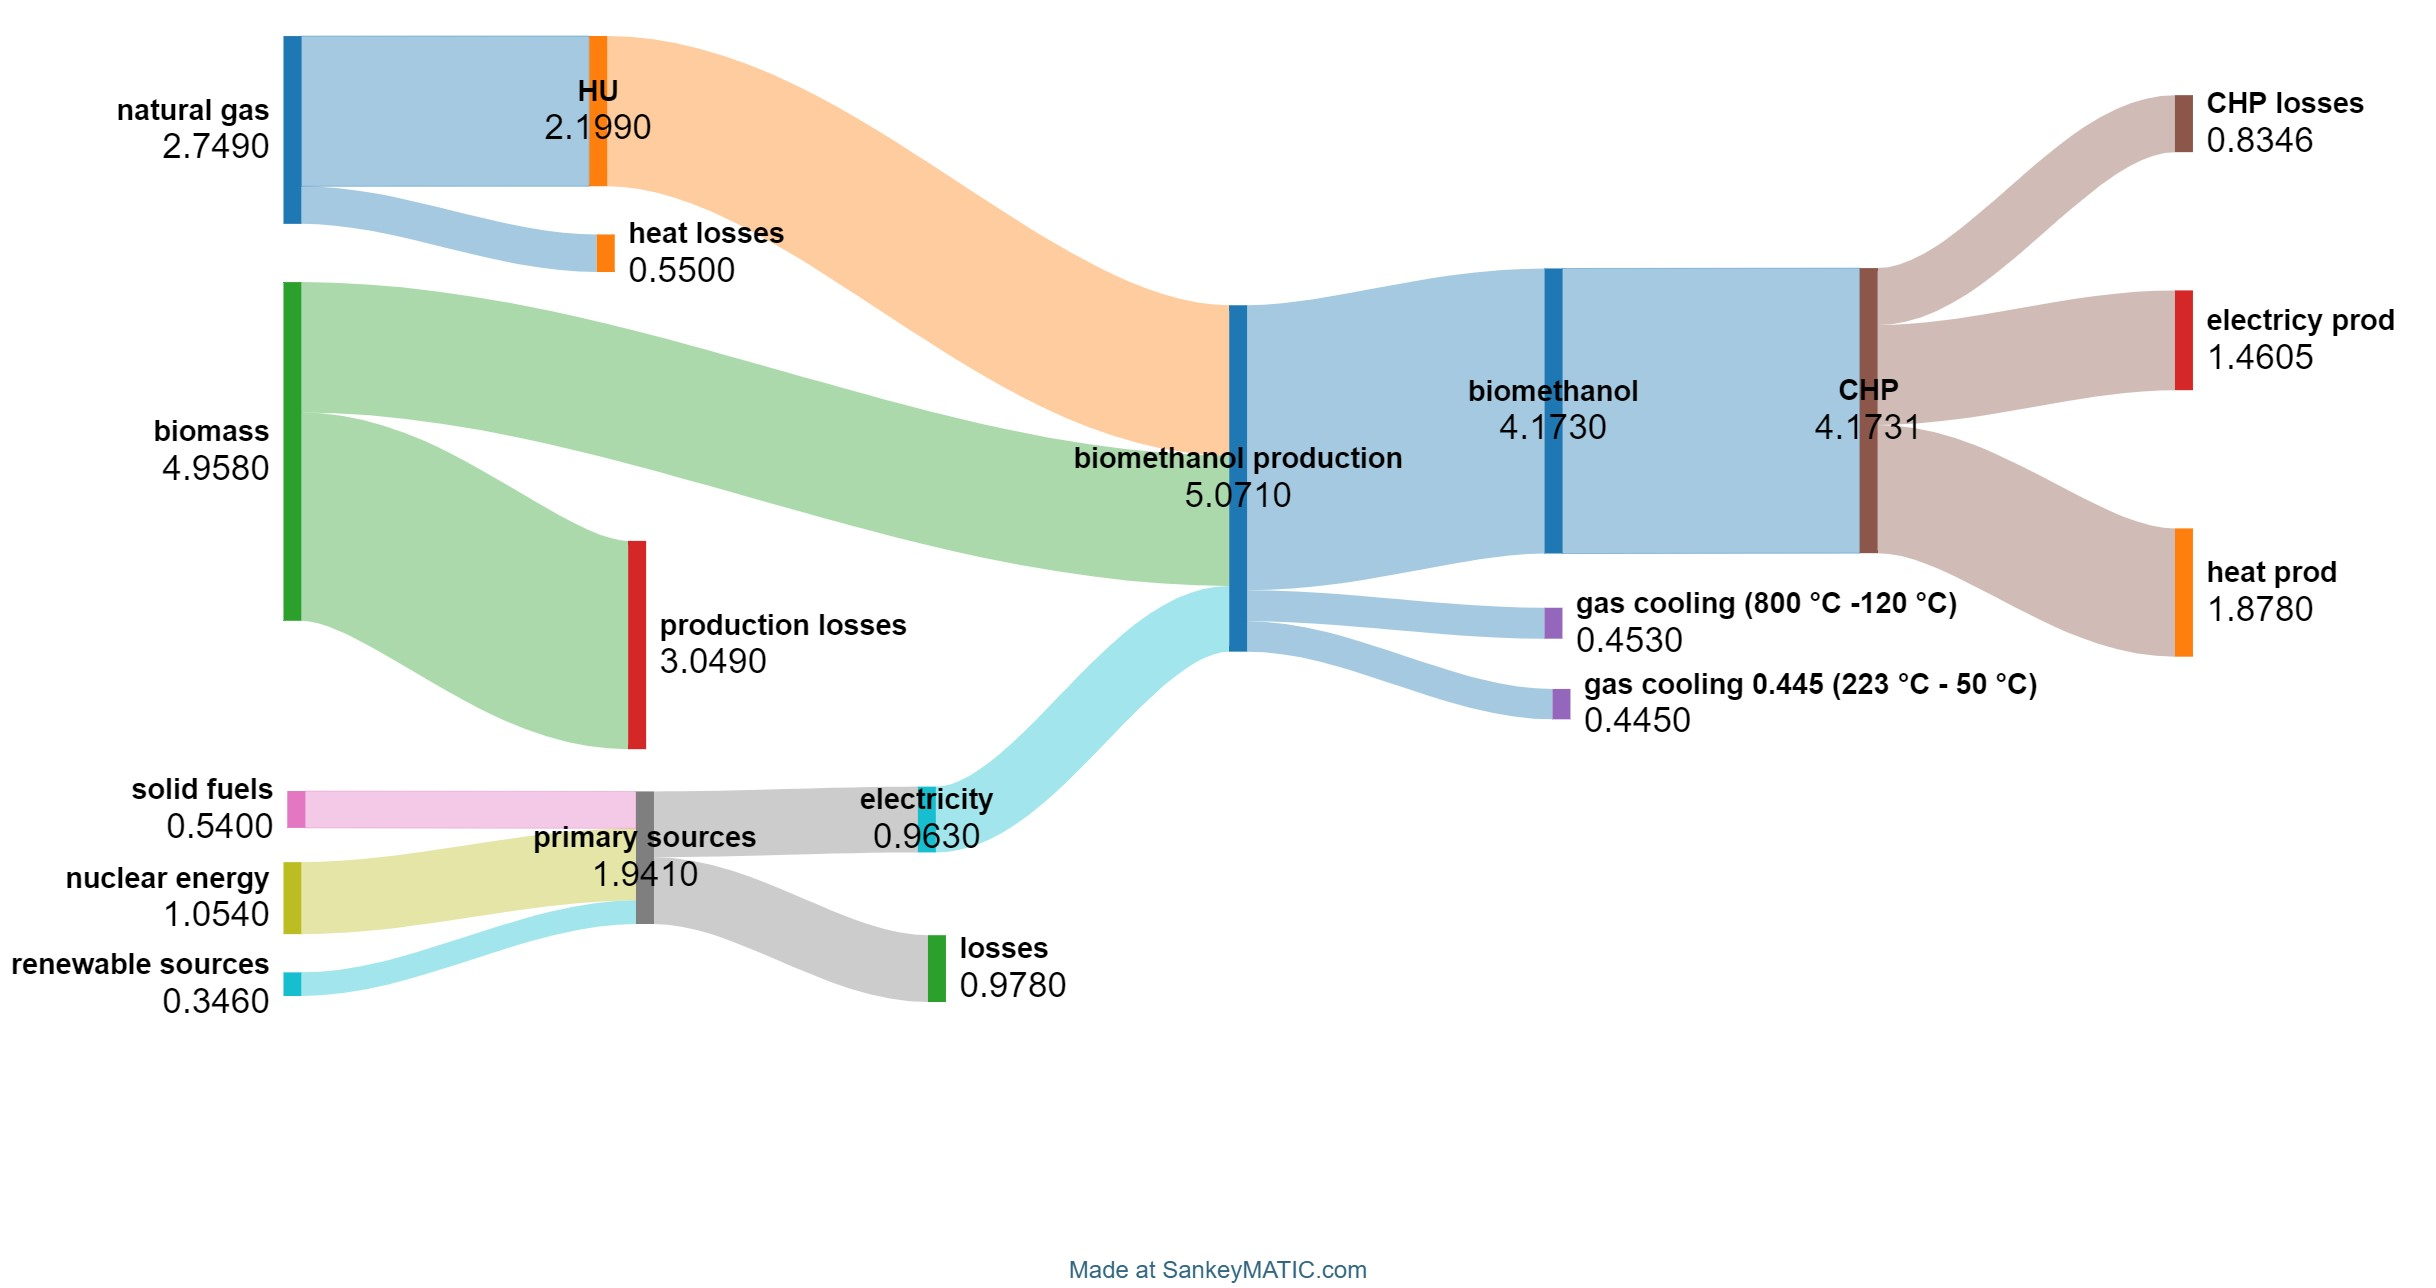 natural gas
2.7490
HU
2.1990
heat losses
0.5500
biomass
4.9580
production losses
3.0490
solid fuels
0.5400
nuclear energy
1.0540
renewable sources
0.3460
primary sources
1.9410
electricity
0.9630
losses
0.9780
biomethanol production
5.0710
biomethanol
4.1730
gas cooling (800 °C -120 °C)
0.4530
gas cooling 0.445 (223 °C - 50 °C)
0.4450
CHP
4.1731
CHP losses
0.8346
electricy prod
1.4605
heat prod
1.8780
Made at SankeyMATIC.com